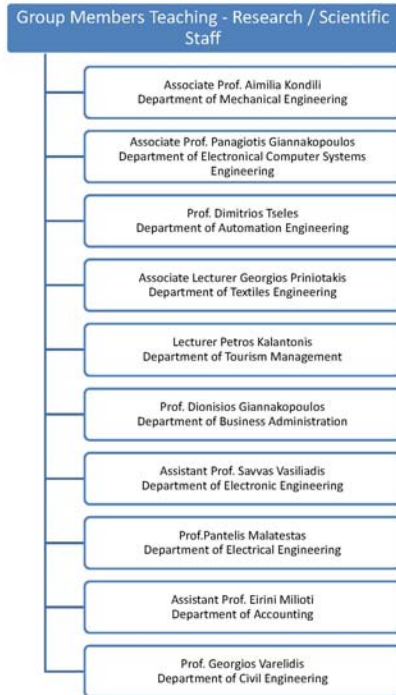 Group Members Teaching - Research / Scientific
Staff
Associate Prof. Aimilia Kondili
Department of Mechanical Engineering
Associate Prof. Panagiotis Giannakopoulos
Department of Electronical Computer Systems
Engineering
Prof. Dimitrios Tseles
Department of Automation Engineering
Associate Lecturer Georgios Priniotakis
Department of Textiles Engineering
Lecturer Petros Kalantonis
Department of Tourism Management
Prof. Dionisios Giannakopoulos
Department of Business Administration
Assistant Prof. Savvas Vasiliadis
Department of Electronic Engineering
Prof.Pantelis Malatestas
Department of Electrical Engineering
Assistant Prof. Eirini Milioti
Department of Accounting
Prof. Georgios Varelidis
Department of Civil Engineering